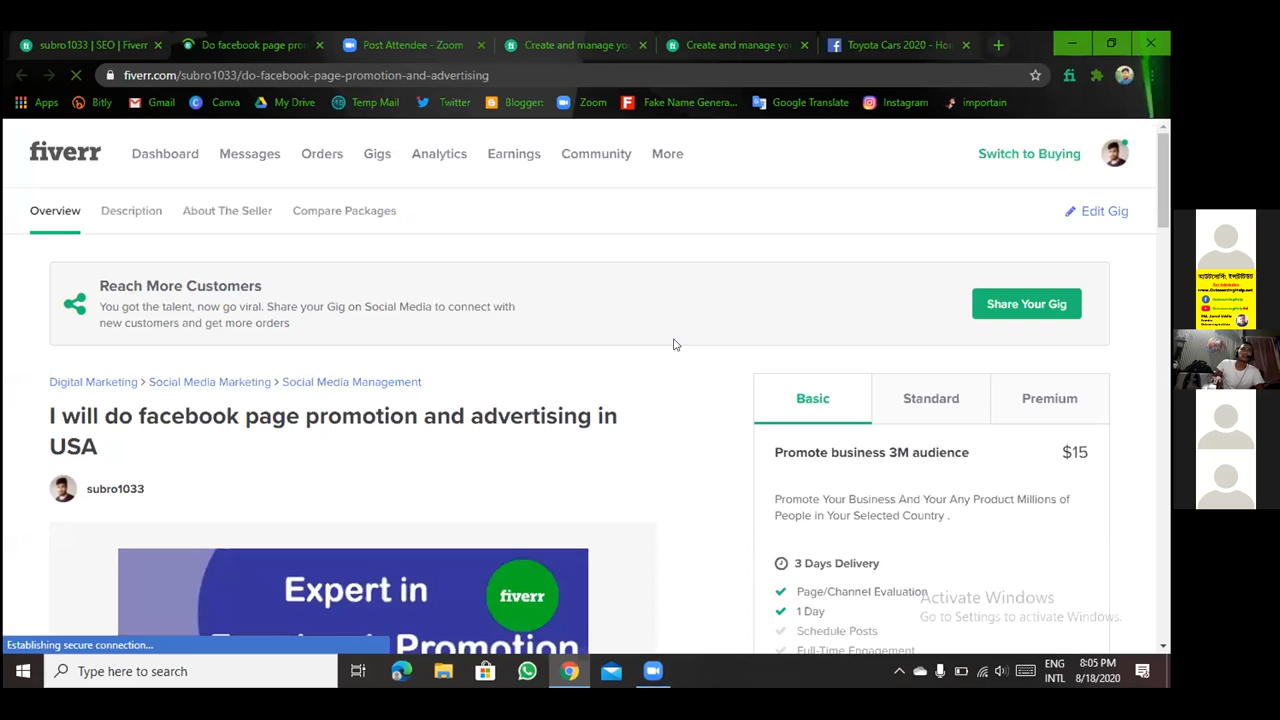 subro1033 | SEO | Fiverr
Do facebook page pro
Post Attendee - Zoom
Create and manage yo
Create and manage yo
Toyota Cars 2020 - Hor
fiverr.com/subro1033/do-facebook-page-promotion-and-advertising
Apps Bitly Gmail Canva My Drive Temp Mail Twitter Blogger: Zoom Fake Name Genera... Google Translate Instagram importain
fiverr Dashboard Messages Orders Gigs Analytics Earnings Community More Switch to Buying
Overview Description About The Seller Compare Packages Edit Gig
Reach More Customers
You got the talent, now go viral. Share your Gig on Social Media to connect with
new customers and get more orders
Share Your Gig
Digital Marketing > Social Media Marketing > Social Media Management
I will do facebook page promotion and advertising in
USA
subro1033
Expert in
fiverr
Promotion
Basic Standard Premium
Promote business 3M audience $15
Promote Your Business And Your Any Product Millions of
People in Your Selected Country .
3 Days Delivery
Page/Channel Evaluation
1 Day
Schedule Posts
Full-Time Engagement
Activate Windows
Go to Settings to activate Windows.
Establishing secure connection...
Type here to search
ENG
INTL
8:05 PM
8/18/2020